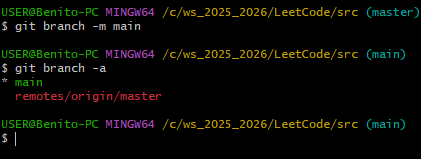 USER@Benito-PC MINGW64 /c/ws_2025_2026/LeetCode/src (master)
$ git branch -m main
USER@Benito-PC MINGW64 /c/ws_2025_2026/LeetCode/src (main)
$ git branch -a
* main
  remotes/origin/master
USER@Benito-PC MINGW64 /c/ws_2025_2026/LeetCode/src (main)
$